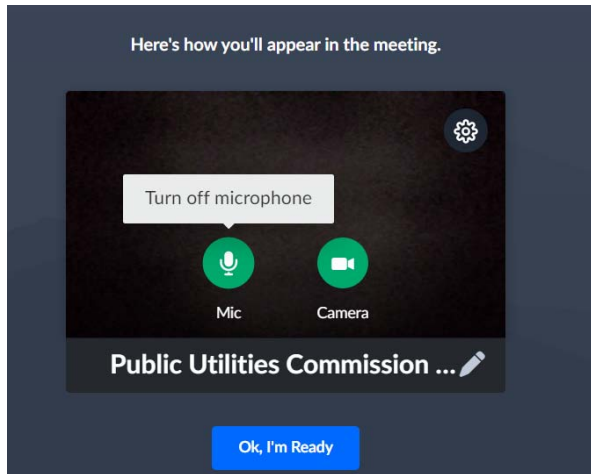 Here's how you'll appear in the meeting.
Turn off microphone
Mic
Camera
Public Utilities Commission ...
Ok, I'm Ready